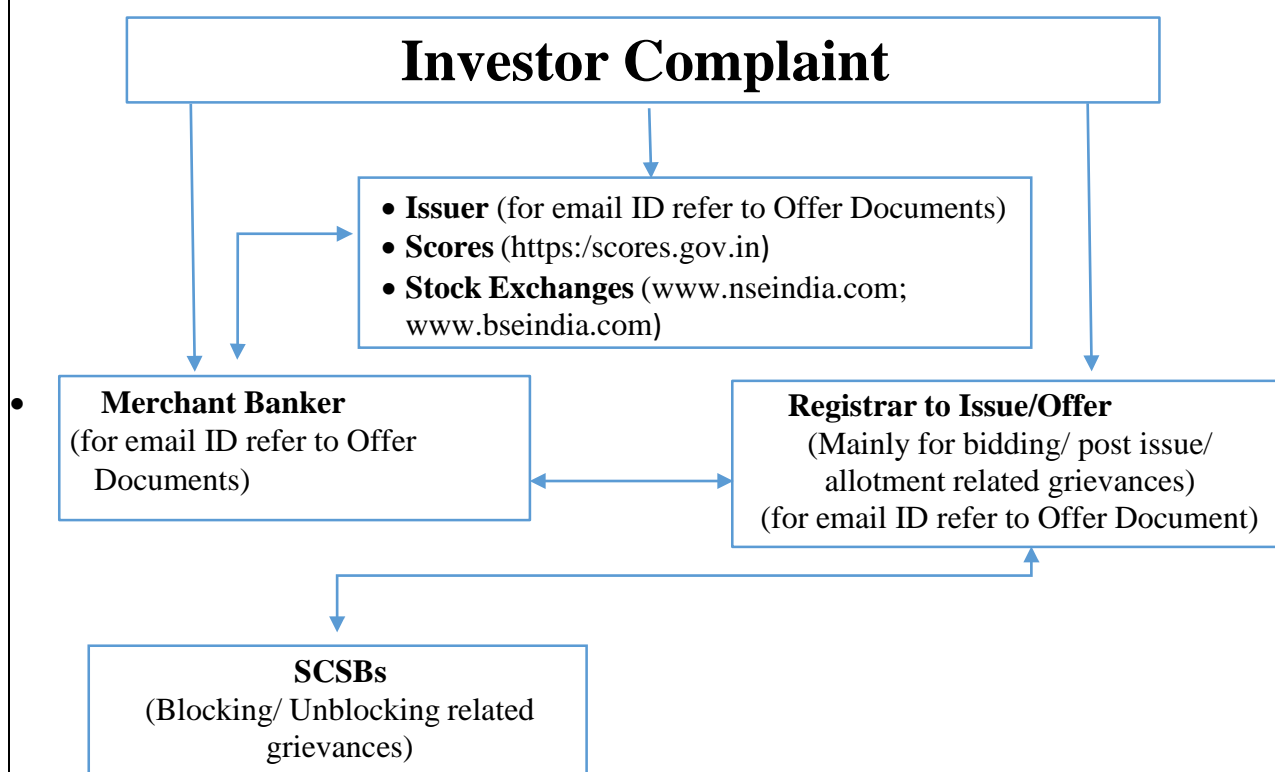 Investor Complaint
• Issuer (for email ID refer to Offer Documents)
• Scores (https:/scores.gov.in)
• Stock Exchanges (www.nseindia.com;
www.bseindia.com)
• Merchant Banker
(for email ID refer to Offer
Documents)
Registrar to Issue/Offer
(Mainly for bidding/ post issue/
allotment related grievances)
(for email ID refer to Offer Document)
SCSBs
(Blocking/ Unblocking related
grievances)